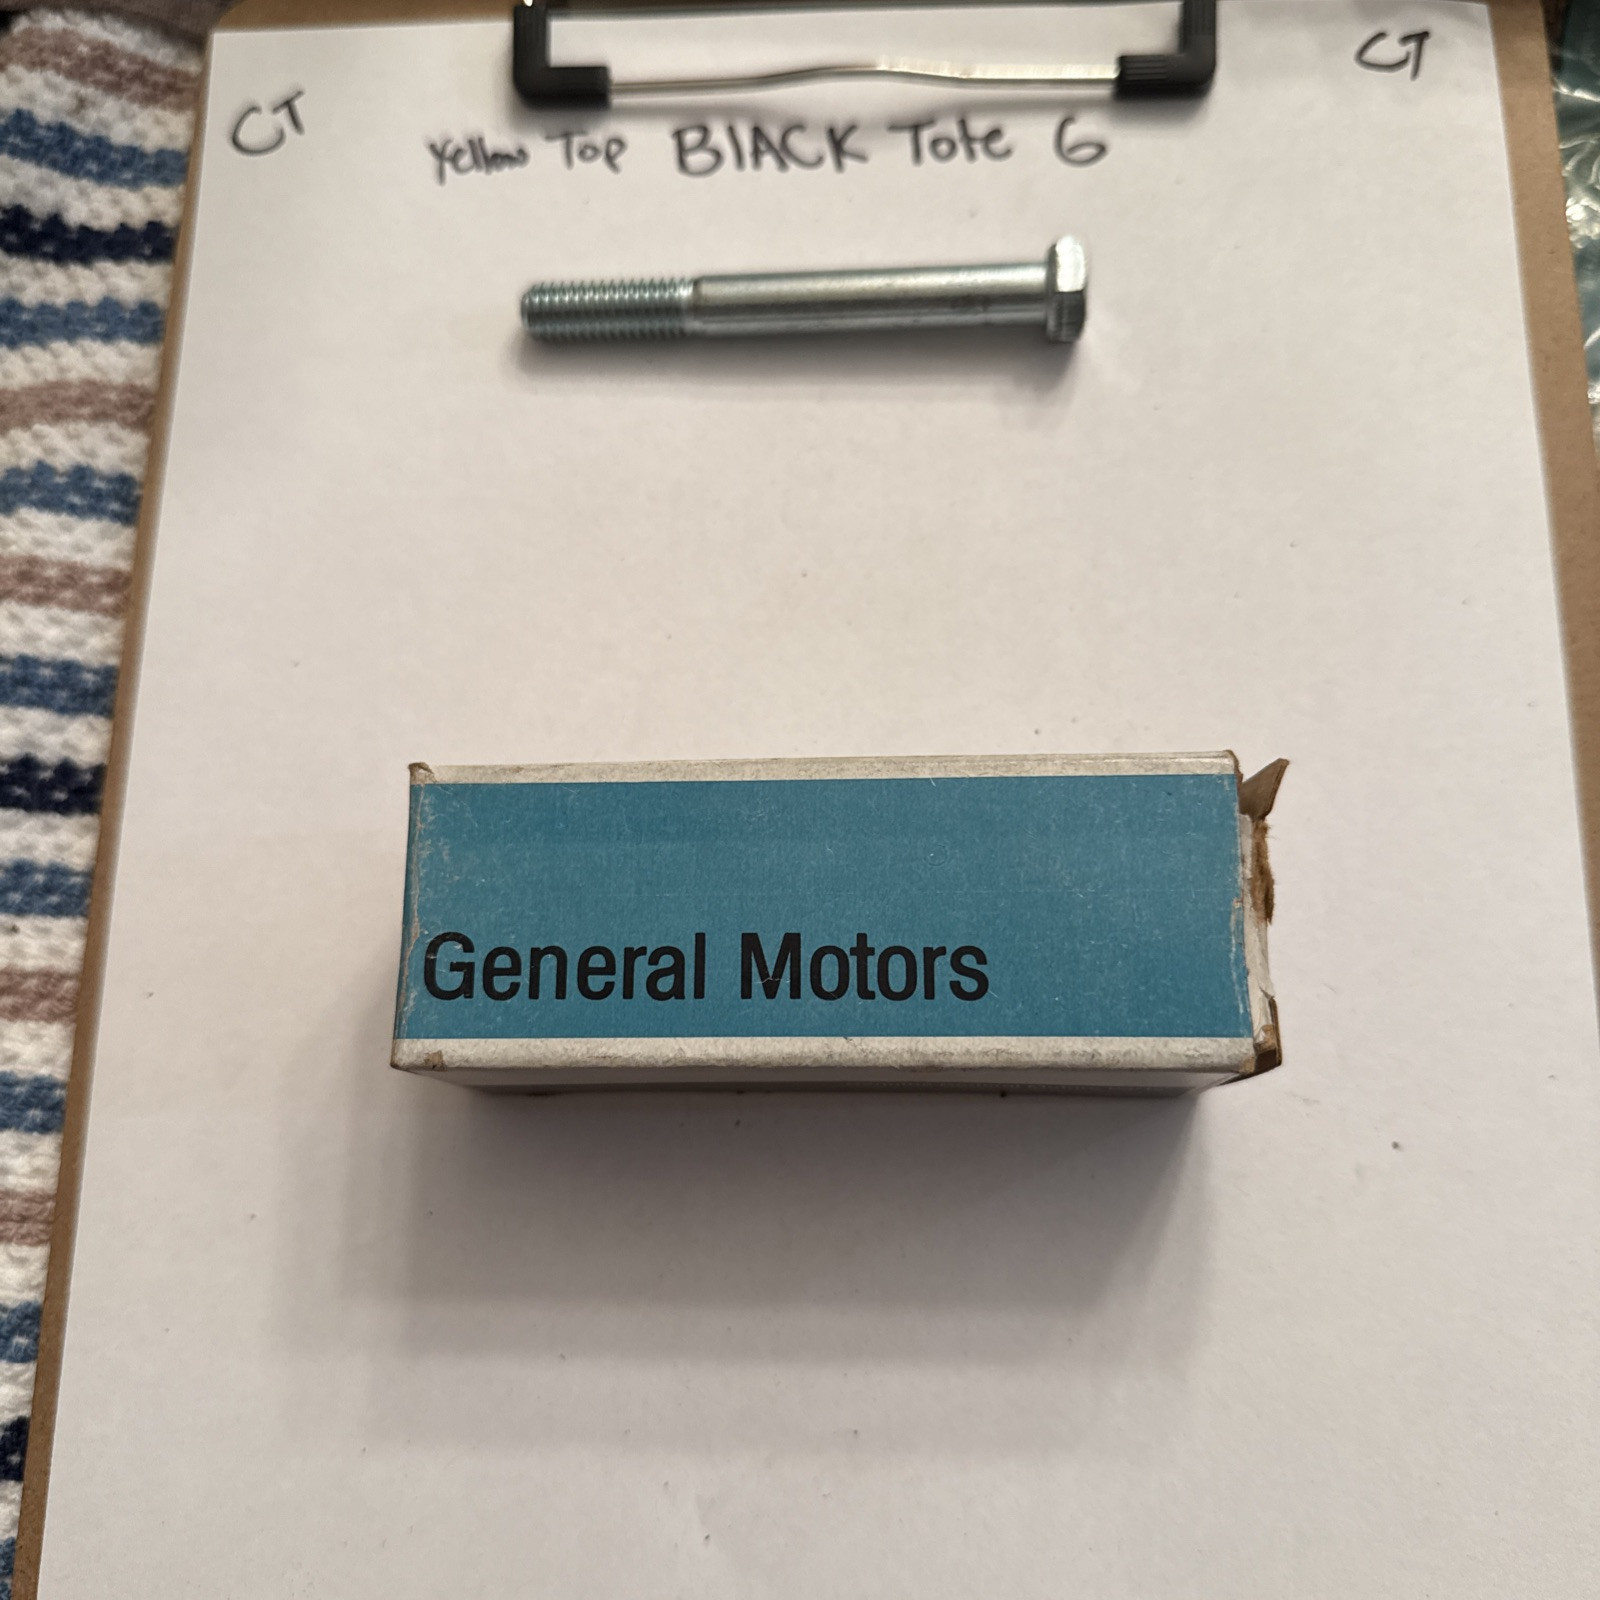 CT
CT
Yellow Top BlACK Tote 6
General Motors